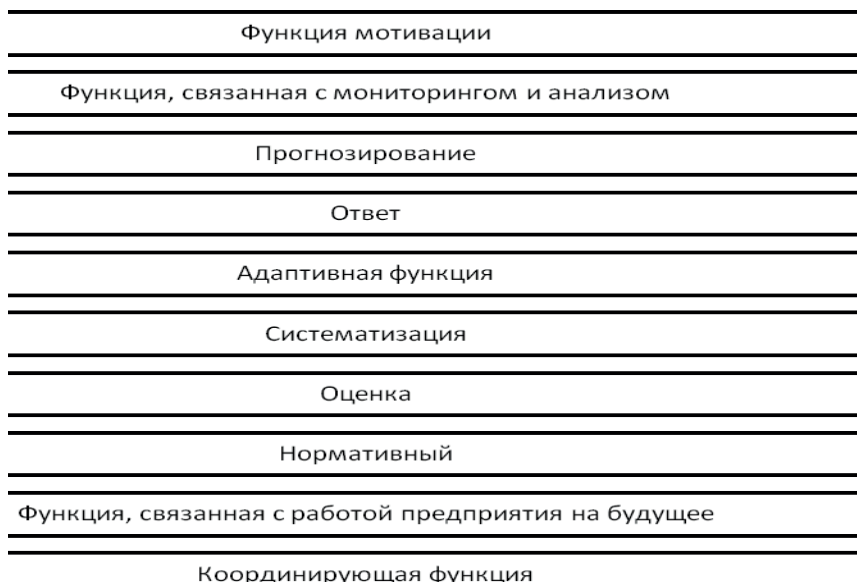 Функция мотивации
Функция, связанная с мониторингом и анализом
Прогнозирование
Ответ
Адаптивная функция
Систематизация
Оценка
Нормативный
Функция, связанная с работой предприятия на будущее
Координирующая функция